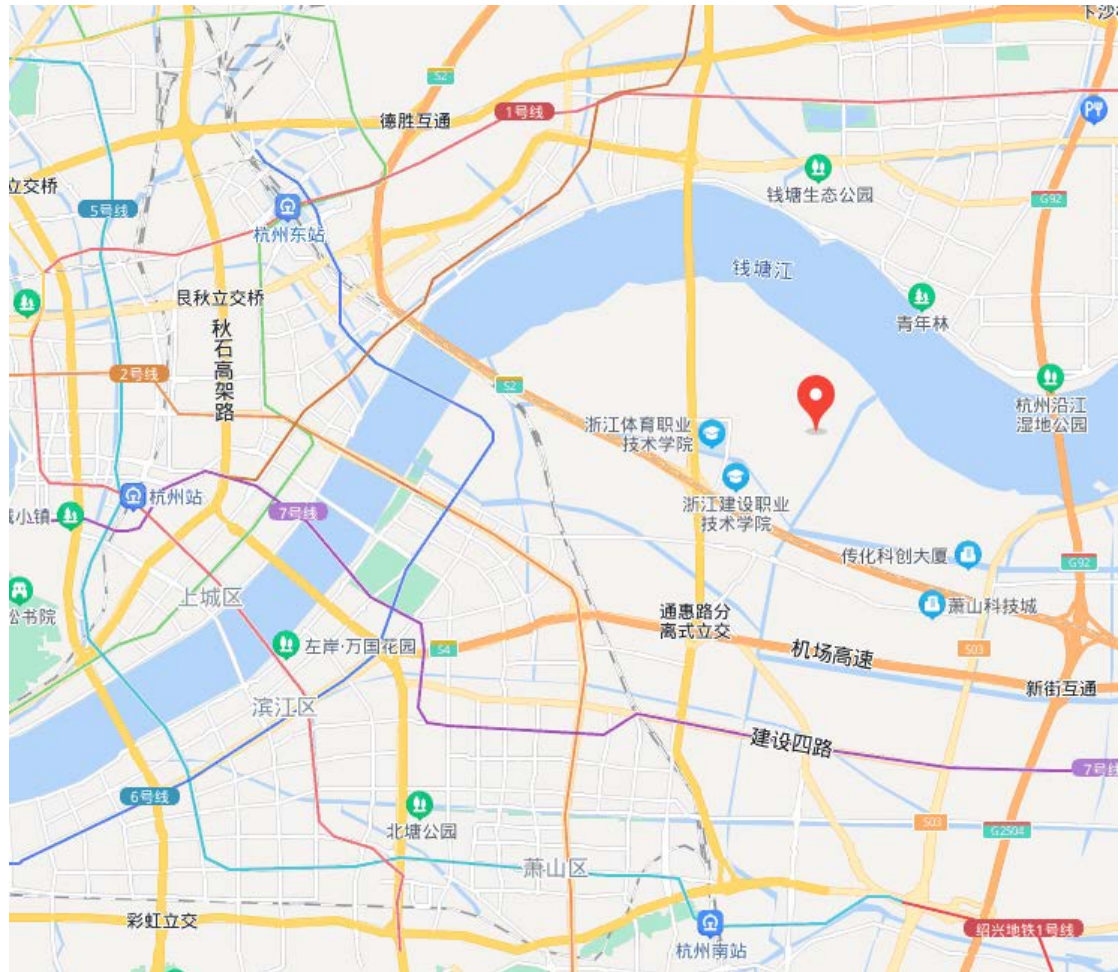 下沙
S2
德胜互通
1号线
立交桥
5号线
杭州东站
钱塘生态公园
G92
钱塘江
艮秋立交桥
青年林
秋石高架路
2号线
S2
杭州沿江
湿地公园
浙江体育职业
技术学院
浙江建设职业
技术学院
杭州站
小镇
7号线
传化科创大厦
G92
上城区
松书院
萧山科技城
通惠路分
离式立交
左岸·万国花园
S4
机场高速
S03
新街互通
滨江区
建设四路
7号线
6号线
北塘公园
S03
G2504
萧山区
彩虹立交
绍兴地铁1号线
杭州南站